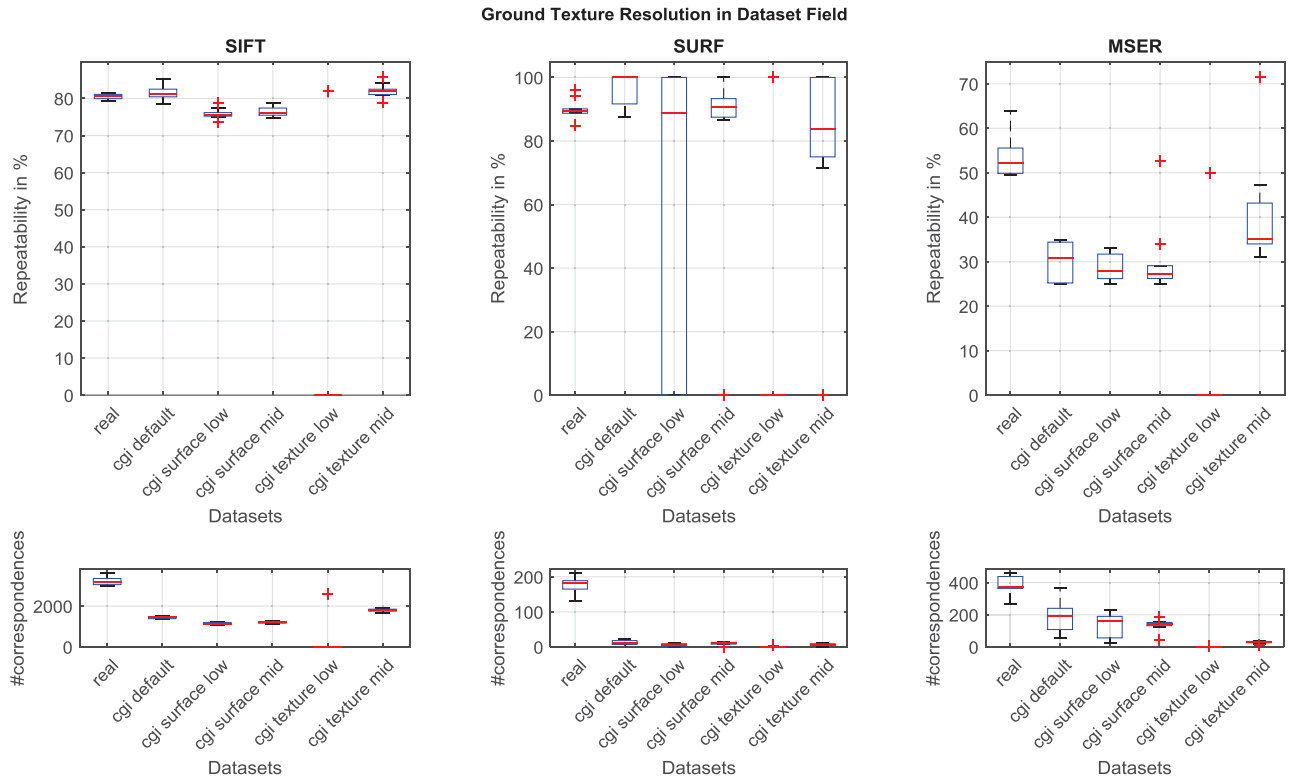 Ground Texture Resolution in Dataset Field
SIFT
Repeatability in %
80
70
60
50
40
30
20
10
0
real
cgi default
cgi surface low
cgi surface mid
cgi texture low
cgi texture mid
Datasets
#correspondences
2000
0
real
cgi default
cgi surface low
cgi surface mid
cgi texture low
cgi texture mid
Datasets
SURF
Repeatability in %
100
80
60
40
20
0
real
cgi default
cgi surface low
cgi surface mid
cgi texture low
cgi texture mid
Datasets
#correspondences
200
100
0
real
cgi default
cgi surface low
cgi surface mid
cgi texture low
cgi texture mid
Datasets
MSER
Repeatability in %
70
60
50
40
30
20
10
0
real
cgi default
cgi surface low
cgi surface mid
cgi texture low
cgi texture mid
Datasets
#correspondences
400
200
0
real
cgi default
cgi surface low
cgi surface mid
cgi texture low
cgi texture mid
Datasets